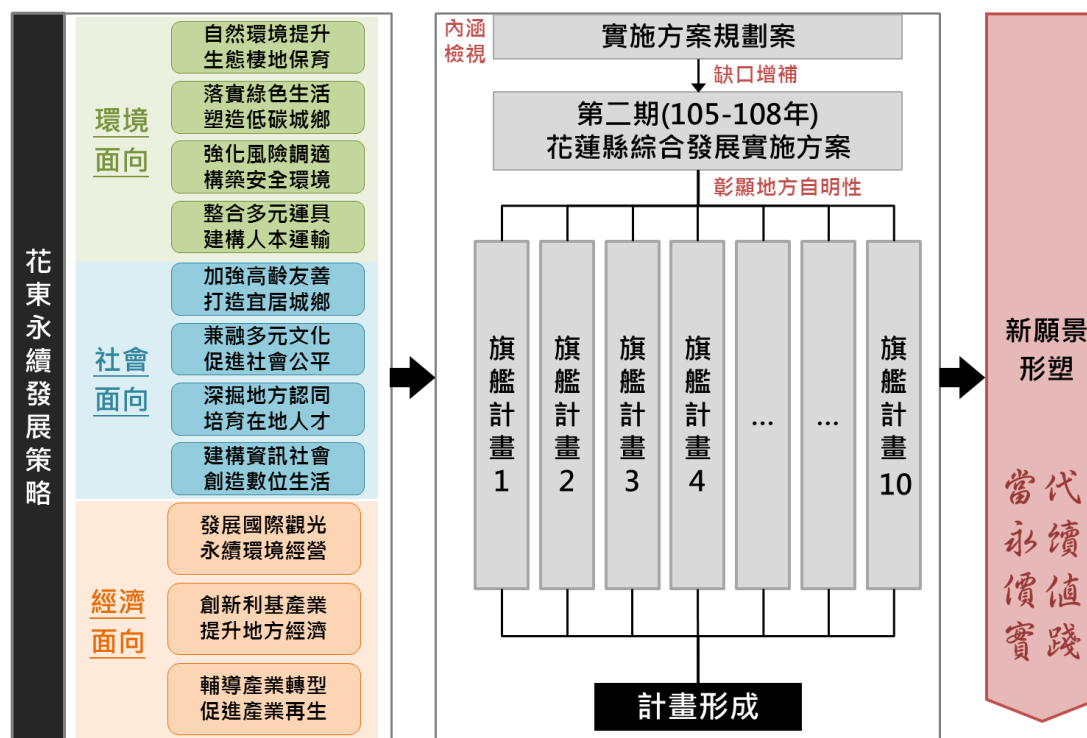 花東永續發展策略
環境
面向
自然環境提升
生態棲地保育
落實綠色生活
塑造低碳城鄉
強化風險調適
構築安全環境
整合多元運具
建構人本運輸
社會
面向
加強高齡友善
打造宜居城鄉
兼融多元文化
促進社會公平
深掘地方認同
培育在地人才
建構資訊社會
創造數位生活
經濟
面向
發展國際觀光
永續環境經營
創新利基產業
提升地方經濟
輔導產業轉型
促進產業再生
內涵
檢視
實施方案規劃案
缺口增補
第二期(105-108年)
花蓮縣綜合發展實施方案
彰顯地方自明性
旗艦計畫1
旗艦計畫2
旗艦計畫3
旗艦計畫4
...
...
旗艦計畫10
計畫形成
新願景
形塑
當代
永續
價值
實踐